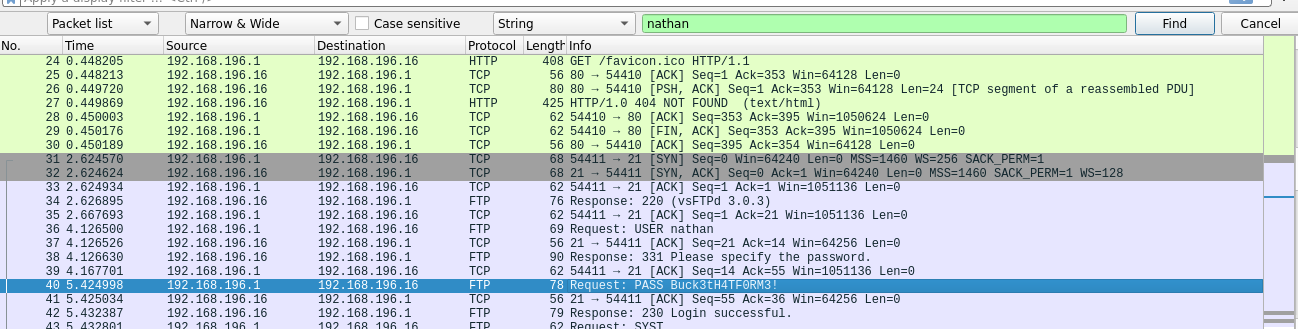 Apply a display filter ... <Ctrl-/>
Packet list Narrow & Wide Case sensitive String nathan Find Cancel
No. Time Source Destination Protocol Length Info
24 0.448205 192.168.196.1 192.168.196.16 HTTP 408 GET /favicon.ico HTTP/1.1
25 0.448213 192.168.196.16 192.168.196.1 TCP 56 80 → 54410 [ACK] Seq=1 Ack=353 Win=64128 Len=0
26 0.449720 192.168.196.16 192.168.196.1 TCP 80 80 → 54410 [PSH, ACK] Seq=1 Ack=353 Win=64128 Len=24 [TCP segment of a reassembled PDU]
27 0.449869 192.168.196.16 192.168.196.1 HTTP 425 HTTP/1.0 404 NOT FOUND (text/html)
28 0.450003 192.168.196.1 192.168.196.16 TCP 62 54410 → 80 [ACK] Seq=353 Ack=395 Win=1050624 Len=0
29 0.450176 192.168.196.1 192.168.196.16 TCP 62 54410 → 80 [FIN, ACK] Seq=353 Ack=395 Win=1050624 Len=0
30 0.450189 192.168.196.16 192.168.196.1 TCP 56 80 → 54410 [ACK] Seq=395 Ack=354 Win=64128 Len=0
31 2.624570 192.168.196.1 192.168.196.16 TCP 68 54411 → 21 [SYN] Seq=0 Win=64240 Len=0 MSS=1460 WS=256 SACK_PERM=1
32 2.624624 192.168.196.16 192.168.196.1 TCP 68 21 → 54411 [SYN, ACK] Seq=0 Ack=1 Win=64240 Len=0 MSS=1460 SACK_PERM=1 WS=128
33 2.624934 192.168.196.1 192.168.196.16 TCP 62 54411 → 21 [ACK] Seq=1 Ack=1 Win=1051136 Len=0
34 2.626895 192.168.196.16 192.168.196.1 FTP 76 Response: 220 (vsFTPd 3.0.3)
35 2.667693 192.168.196.1 192.168.196.16 TCP 62 54411 → 21 [ACK] Seq=1 Ack=21 Win=1051136 Len=0
36 4.126500 192.168.196.1 192.168.196.16 FTP 69 Request: USER nathan
37 4.126526 192.168.196.16 192.168.196.1 TCP 56 21 → 54411 [ACK] Seq=21 Ack=14 Win=64256 Len=0
38 4.126630 192.168.196.16 192.168.196.1 FTP 90 Response: 331 Please specify the password.
39 4.167701 192.168.196.1 192.168.196.16 TCP 62 54411 → 21 [ACK] Seq=14 Ack=55 Win=1051136 Len=0
40 5.424998 192.168.196.1 192.168.196.16 FTP 78 Request: PASS Buck3tH4TF0RM3!
41 5.425034 192.168.196.16 192.168.196.1 TCP 56 21 → 54411 [ACK] Seq=55 Ack=36 Win=64256 Len=0
42 5.432387 192.168.196.16 192.168.196.1 FTP 79 Response: 230 Login successful.
43 5.432801 192.168.196.1 192.168.196.16 FTP 62 Request: SYST